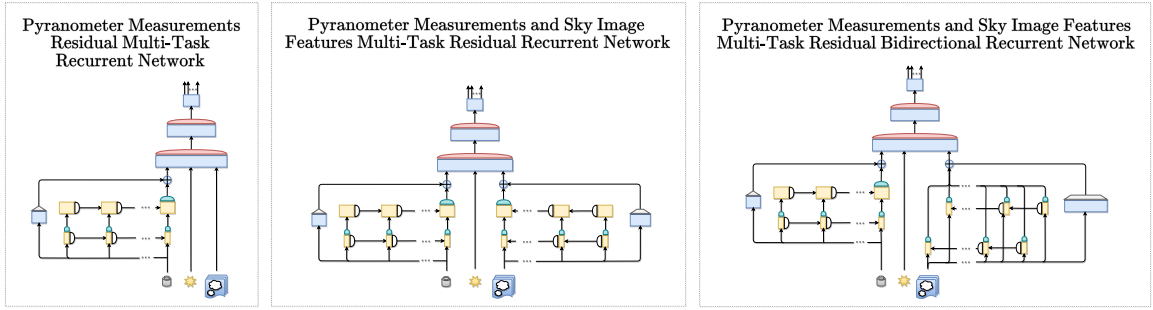 Pyranometer Measurements
Residual Multi-Task
Recurrent Network
Pyranometer Measurements and Sky Image
Features Multi-Task Residual Recurrent Network
Pyranometer Measurements and Sky Image Features
Multi-Task Residual Bidirectional Recurrent Network